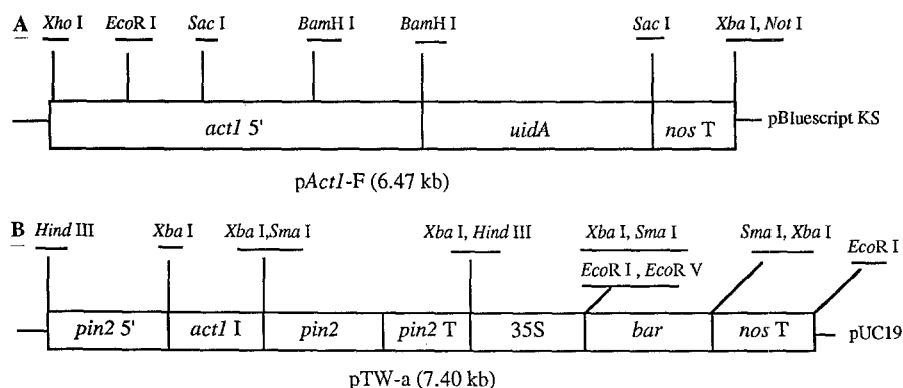 A Xho I EcoR I Sac I BamH I BamH I Sac I Xba I, Not I
act1 5' uidA nos T pBluescript KS
pAct1-F (6.47 kb)
B Hind III Xba I Xba I,Sma I Xba I, Hind III Xba I, Sma I Sma I, Xba I EcoR I
EcoR I , EcoR V
pin2 5' act1 I pin2 pin2 T 35S bar nos T pUC19
pTW-a (7.40 kb)